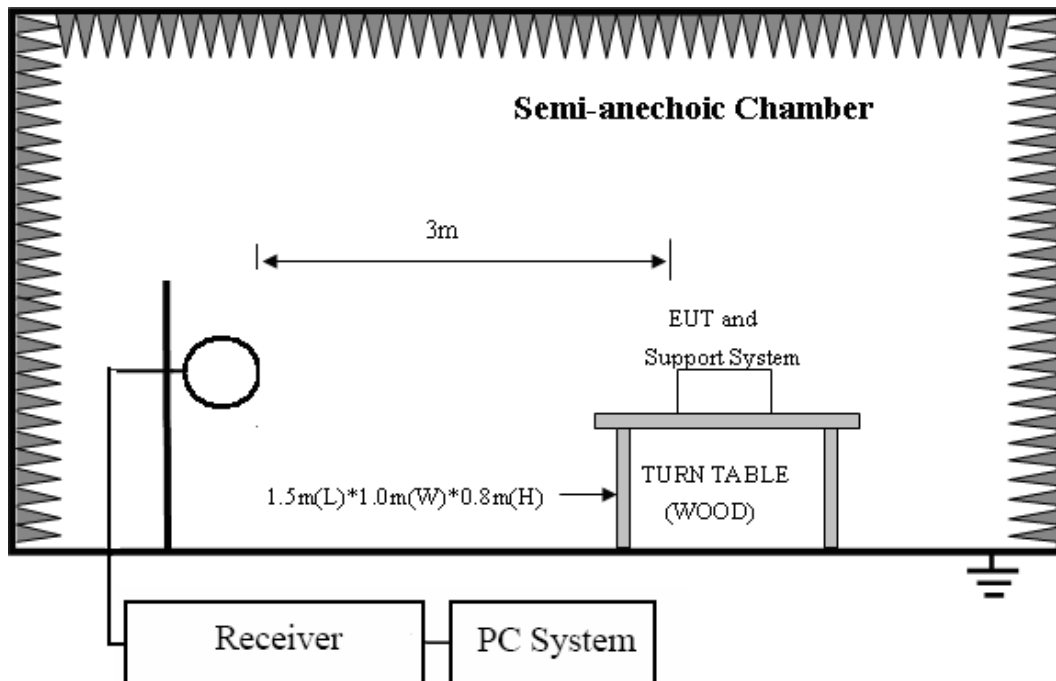 Semi-anechoic Chamber
3m
EUT and
Support System
1.5m(L)*1.0m(W)*0.8m(H)
TURN TABLE
(WOOD)
Receiver
PC System